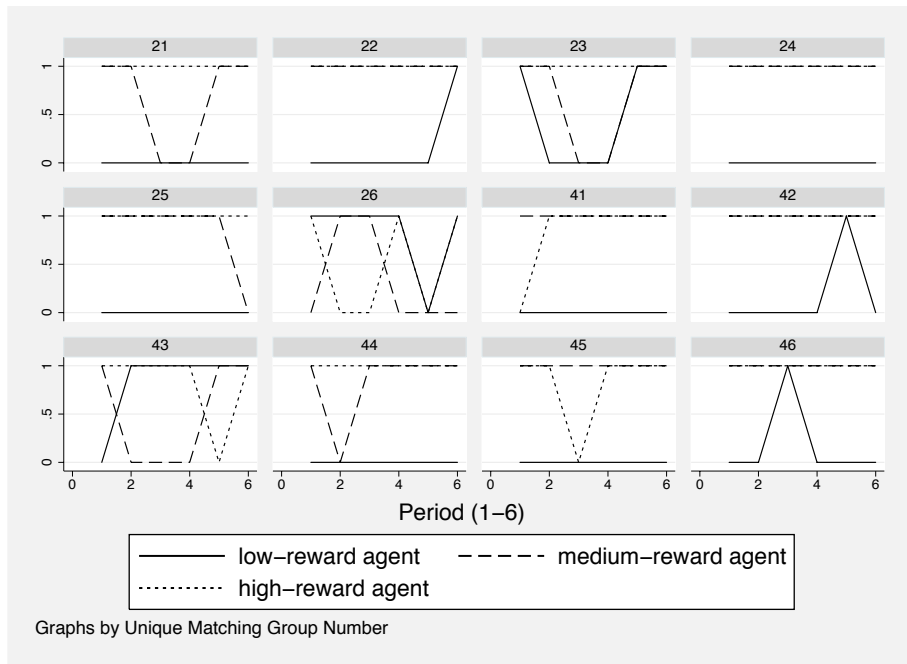 21 22 23 24
1
.5
0
25 26 41 42
1
.5
0
43 44 45 46
1
.5
0
0 2 4 6 0 2 4 6 0 2 4 6 0 2 4 6
Period (1−6)
low−reward agent medium−reward agent
high−reward agent
Graphs by Unique Matching Group Number